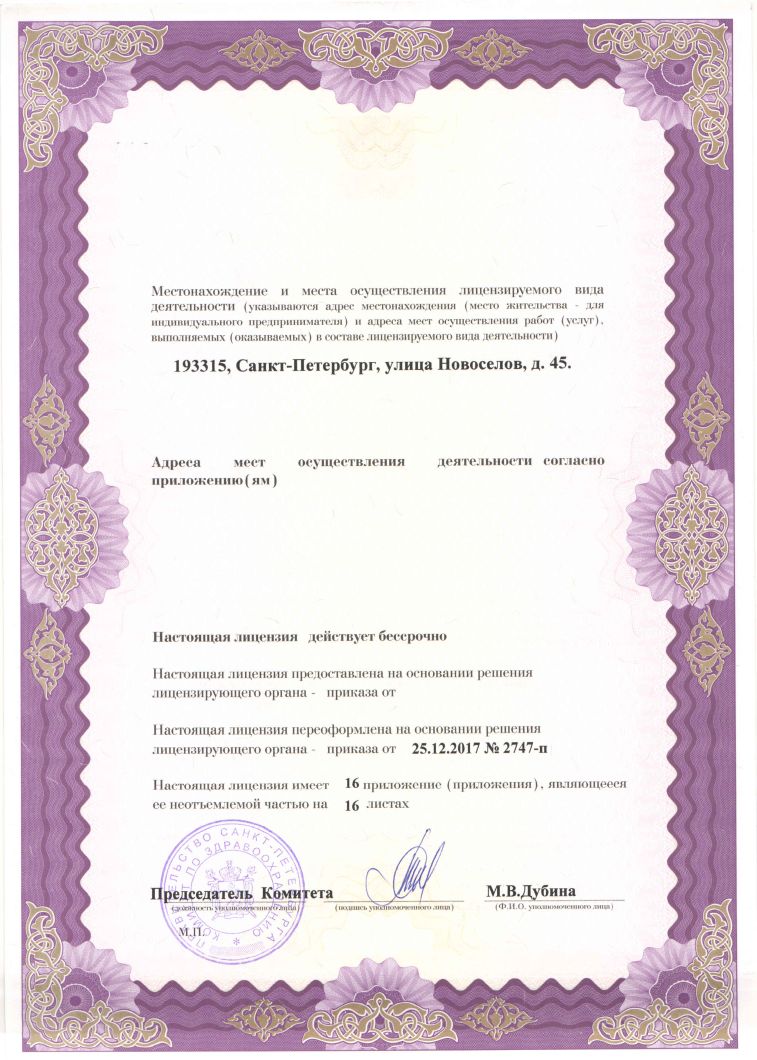 Местонахождение и места осуществления лицензируемого вида
деятельности (указываются адрес местонахождения (место жительства - для
индивидуального предпринимателя) и адреса мест осуществления работ (услуг),
выполняемых (оказываемых) в составе лицензируемого вида деятельности)
193315, Санкт-Петербург, улица Новоселов, д. 45.
Адреса мест осуществления деятельности согласно
приложению(ям)
Настоящая лицензия действует бессрочно
Настоящая лицензия предоставлена на основании решения
лицензирующего органа - приказа от
Настоящая лицензия переоформлена на основании решения
лицензирующего органа - приказа от 25.12.2017 № 2747-п
Настоящая лицензия имеет 16 приложение (приложения), являющееся
ее неотъемлемой частью на 16 листах
ПРАВИТЕЛЬСТВО САНКТ-ПЕТЕРБУРГА
КОМИТЕТ ПО ЗДРАВООХРАНЕНИЮ
Председатель Комитета М.В.Дубина
(должность уполномоченного лица) (подпись уполномоченного лица) (Ф.И.О. уполномоченного лица)
М.П.